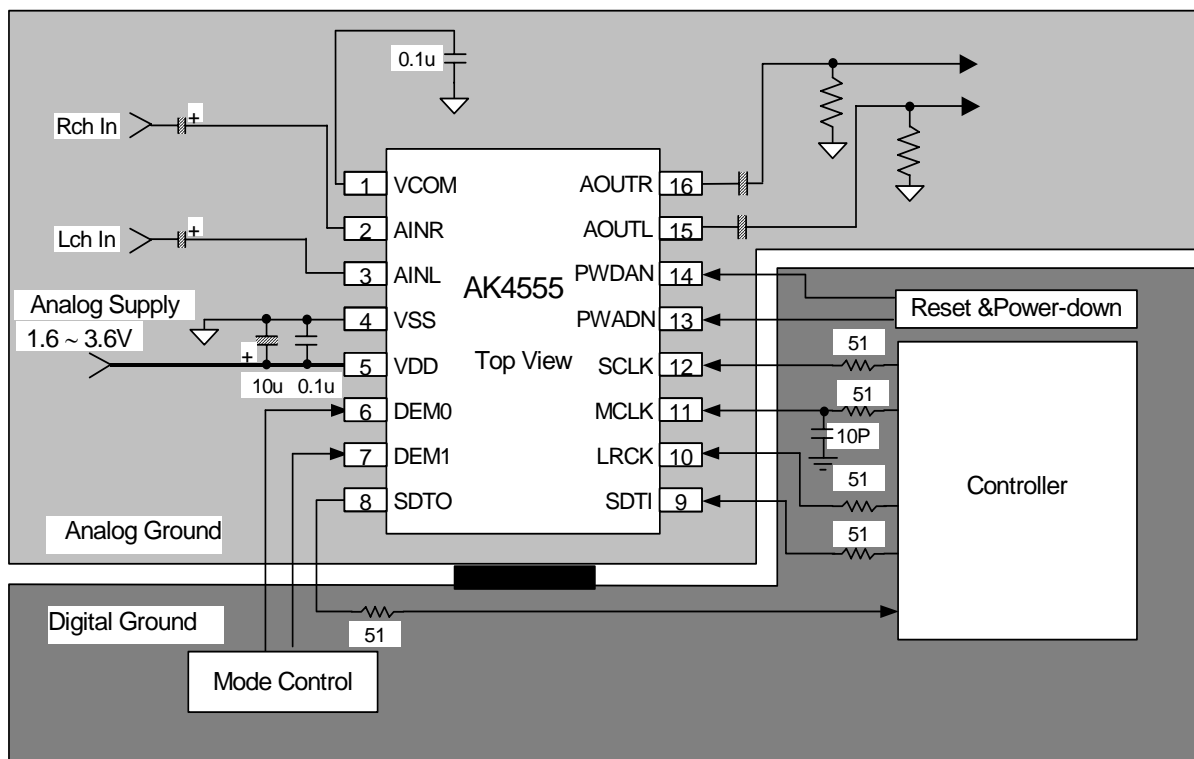 0.1u
Rch In
+
Lch In
+
Analog Supply
1.6 ~ 3.6V
+
10u 0.1u
1 VCOM
2 AINR
3 AINL
4 VSS
5 VDD
6 DEM0
7 DEM1
8 SDTO
AK4555
Top View
AOUTR 16
AOUTL 15
PWDAN 14
PWADN 13
SCLK 12
MCLK 11
LRCK 10
SDTI 9
Reset &Power-down
51
51
10P
51
51
Controller
Analog Ground
Digital Ground
51
Mode Control